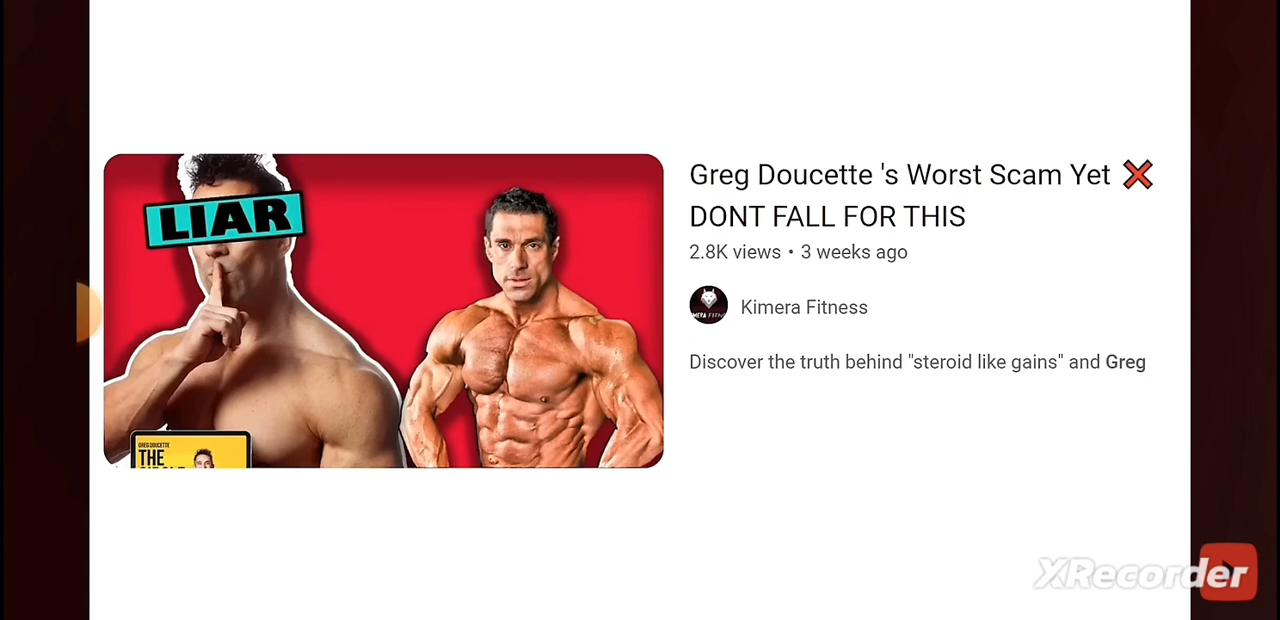 LIAR
GREG DOUCETTE
THE
Greg Doucette 's Worst Scam Yet ❌
DONT FALL FOR THIS
2.8K views • 3 weeks ago
Kimera Fitness
Discover the truth behind "steroid like gains" and Greg
XRecorder